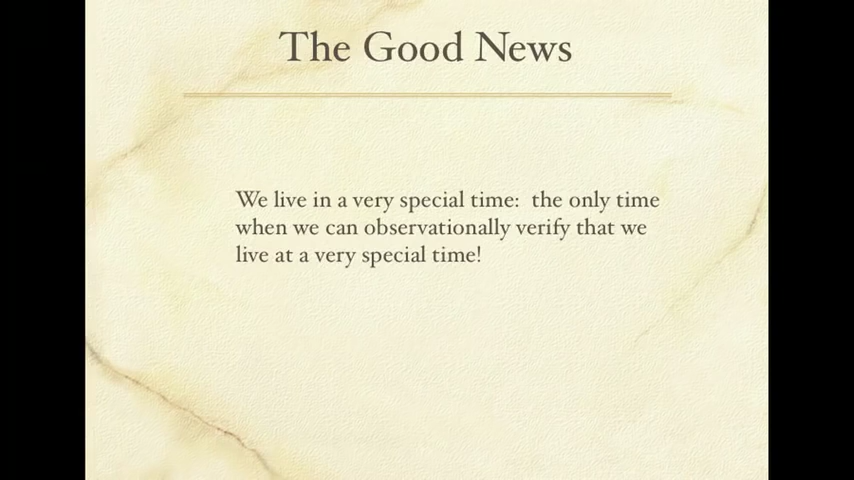 The Good News
We live in a very special time:  the only time
when we can observationally verify that we
live at a very special time!